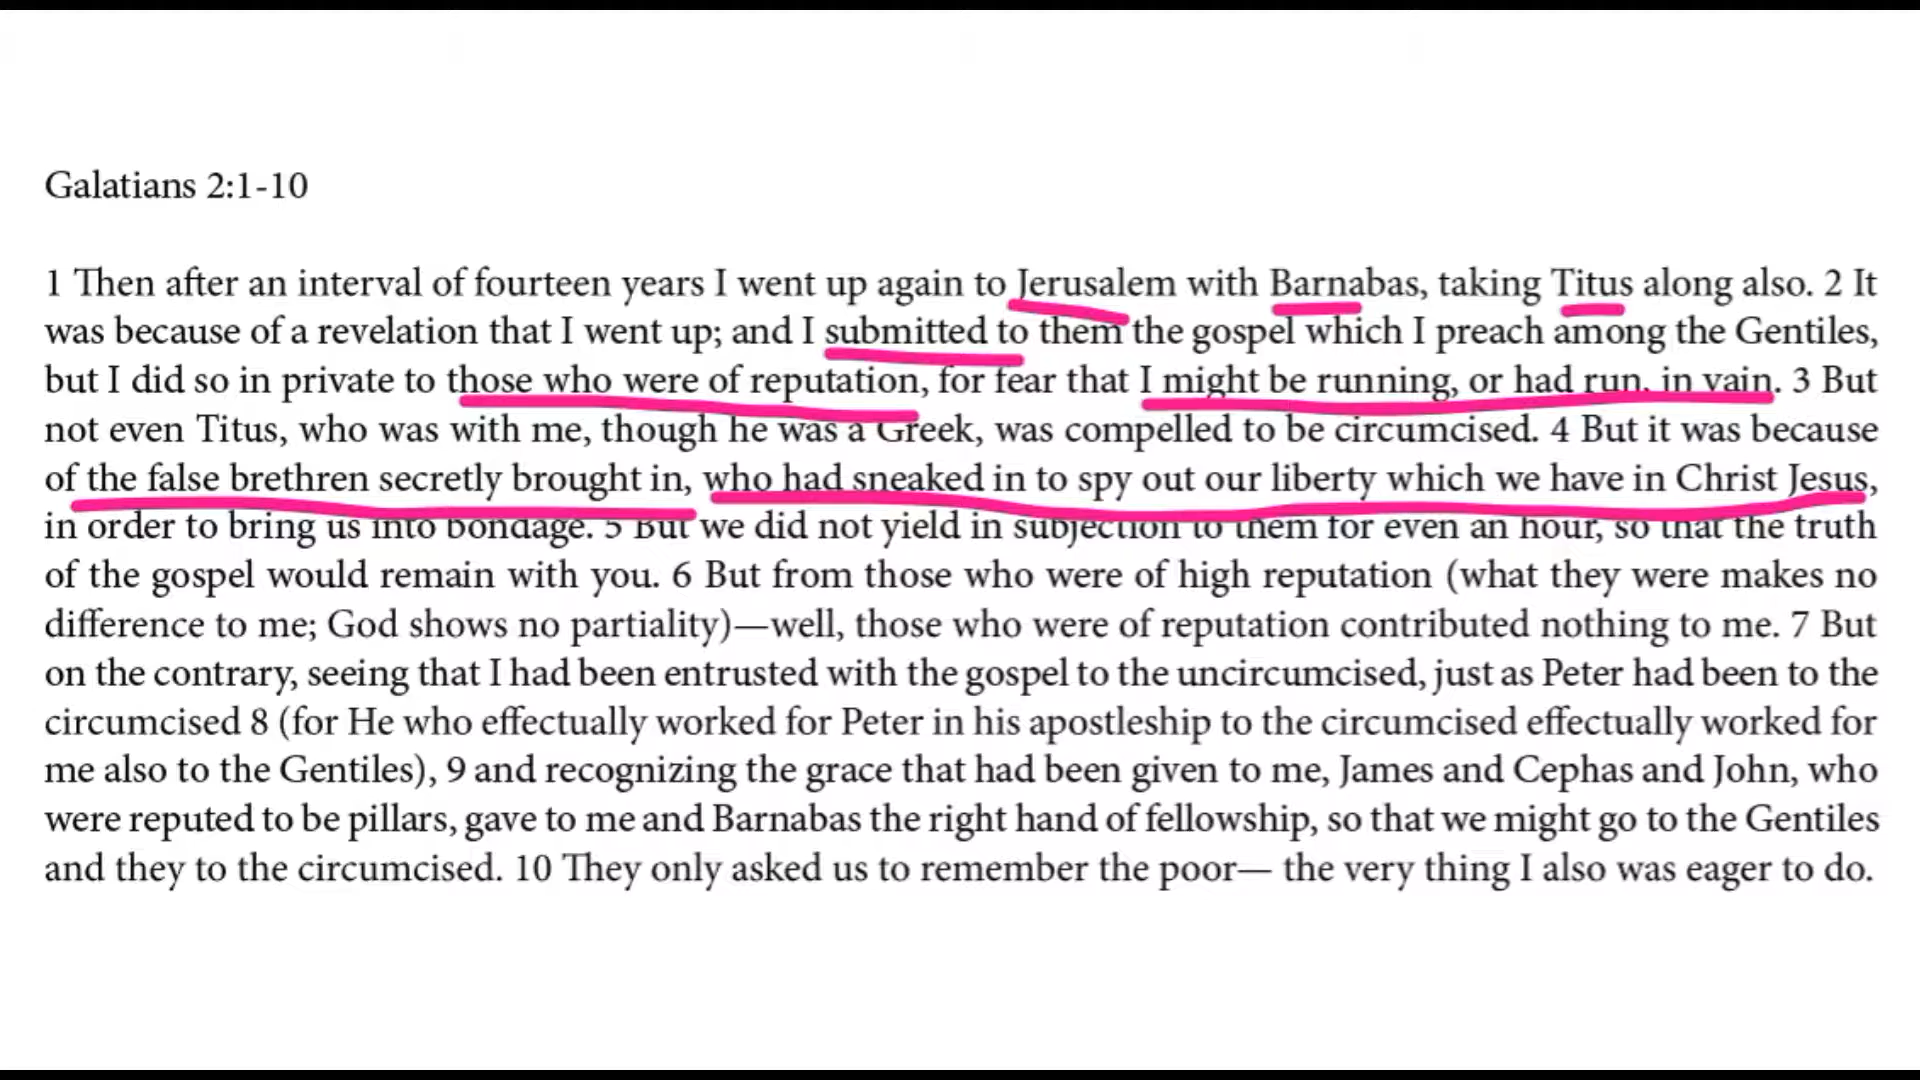 Galatians 2:1-10
1 Then after an interval of fourteen years I went up again to Jerusalem with Barnabas, taking Titus along also. 2 It
was because of a revelation that I went up; and I submitted to them the gospel which I preach among the Gentiles,
but I did so in private to those who were of reputation, for fear that I might be running, or had run, in vain. 3 But
not even Titus, who was with me, though he was a Greek, was compelled to be circumcised. 4 But it was because
of the false brethren secretly brought in, who had sneaked in to spy out our liberty which we have in Christ Jesus,
in order to bring us into bondage. 5 But we did not yield in subjection to them for even an hour, so that the truth
of the gospel would remain with you. 6 But from those who were of high reputation (what they were makes no
difference to me; God shows no partiality)—well, those who were of reputation contributed nothing to me. 7 But
on the contrary, seeing that I had been entrusted with the gospel to the uncircumcised, just as Peter had been to the
circumcised 8 (for He who effectually worked for Peter in his apostleship to the circumcised effectually worked for
me also to the Gentiles), 9 and recognizing the grace that had been given to me, James and Cephas and John, who
were reputed to be pillars, gave to me and Barnabas the right hand of fellowship, so that we might go to the Gentiles
and they to the circumcised. 10 They only asked us to remember the poor— the very thing I also was eager to do.